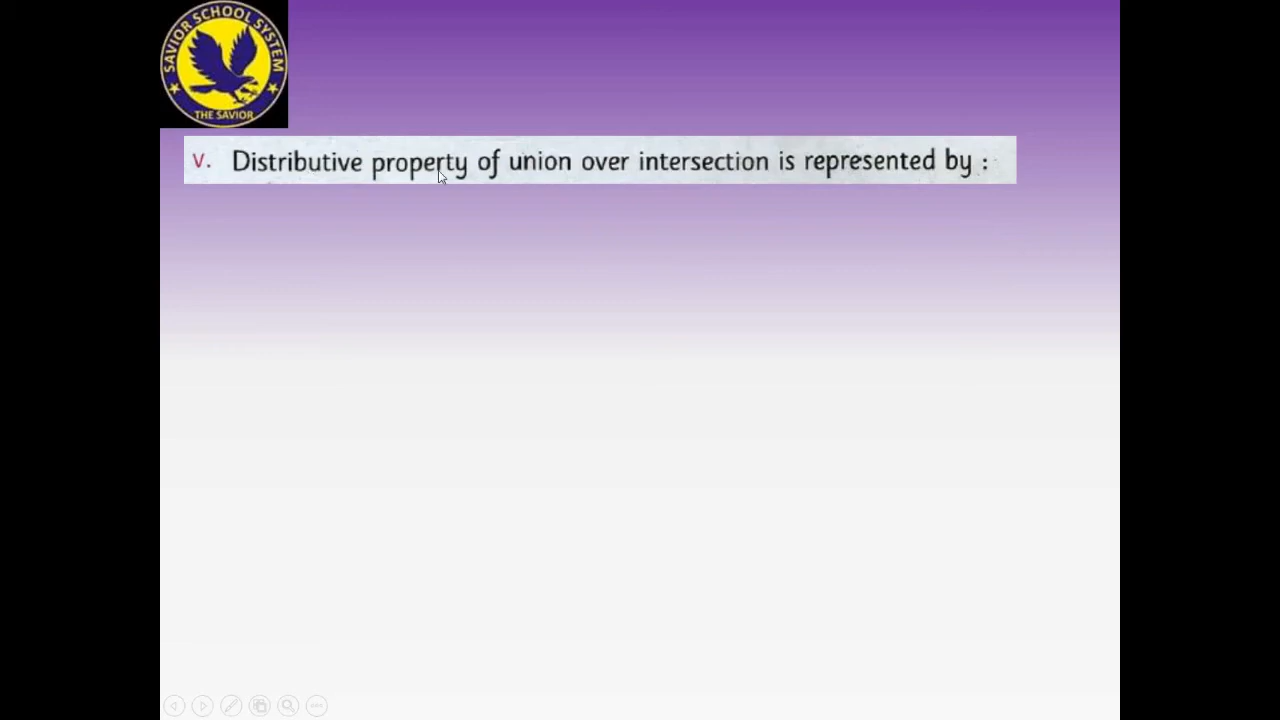 SAVIOR SCHOOL SYSTEM
THE SAVIOR
v. Distributive property of union over intersection is represented by :